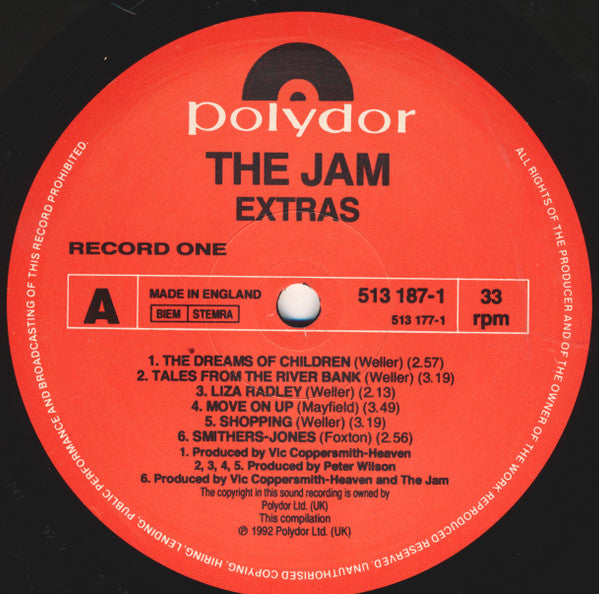 polydor
THE JAM
EXTRAS
RECORD ONE
A
MADE IN ENGLAND
BIEM STEMRA
513 187-1
513 177-1
33
rpm
1. THE DREAMS OF CHILDREN (Weller) (2.57)
2. TALES FROM THE RIVER BANK (Weller) (3.19)
3. LIZA RADLEY (Weller) (2.13)
4. MOVE ON UP (Mayfield) (3.49)
5. SHOPPING (Weller) (3.19)
6. SMITHERS-JONES (Foxton) (2.56)
1. Produced by Vic Coppersmith-Heaven
2, 3, 4, 5. Produced by Peter Wilson
6. Produced by Vic Coppersmith-Heaven and The Jam
The copyright in this sound recording is owned by
Polydor Ltd. (UK)
This compilation
℗ 1992 Polydor Ltd. (UK)
ALL RIGHTS OF THE PRODUCER AND OF THE OWNER OF THE WORK REPRODUCED RESERVED. UNAUTHORISED COPYING, HIRING, LENDING, PUBLIC PERFORMANCE AND BROADCASTING OF THIS RECORD PROHIBITED.